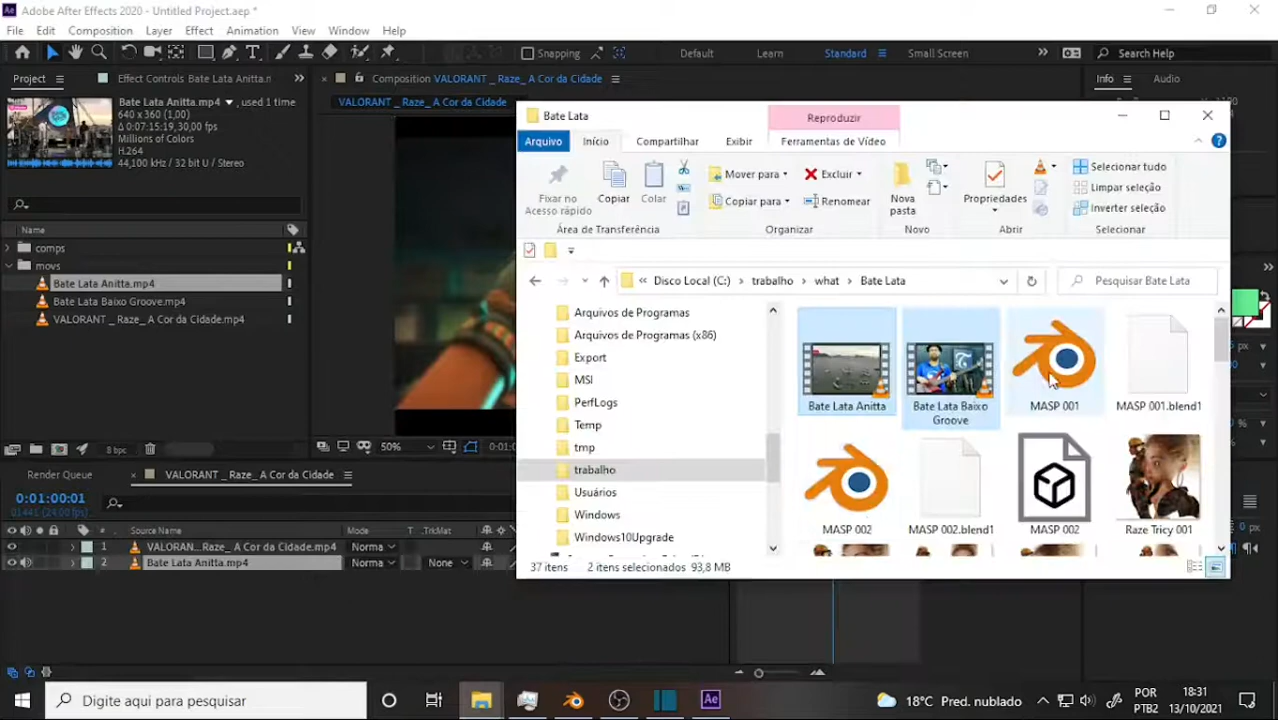 Adobe After Effects 2020 - Untitled Project.aep *
File Edit Composition Layer Effect Animation View Window Help
Snapping Default Learn Standard Small Screen Search Help
Project Effect Controls Bate Lata Anitta.n
Composition VALORANT _ Raze_ A Cor da Cidade
Info Audio
Bate Lata Anitta.mp4 , used 1 time
640 x 360 (1,00)
Δ 0:07:15:19, 30,00 fps
Millions of Colors
H.264
44,100 kHz / 32 bit U / Stereo
VALORANT _ Raze_ A Cor da Cidade
Name
comps
movs
Bate Lata Anitta.mp4
Bate Lata Baixo Groove.mp4
VALORANT _ Raze_ A Cor da Cidade.mp4
8 bpc
50%
Render Queue VALORANT _ Raze_ A Cor da Cidade
0:01:00:01
01441 (24.00 fps)
# Source Name Mode T .TrkMat
1 VALORAN...Raze_ A Cor da Cidade.mp4 Norma
2 Bate Lata Anitta.mp4 Norma None
Bate Lata Reproduzir
Arquivo Início Compartilhar Exibir Ferramentas de Vídeo
Fixar no Acesso rápido
Copiar
Colar
Mover para
Copiar para
Excluir
Renomear
Nova pasta
Propriedades
Selecionar tudo
Limpar seleção
Inverter seleção
Área de Transferência Organizar Novo Abrir Selecionar
« Disco Local (C:) › trabalho › what › Bate Lata
Pesquisar Bate Lata
Arquivos de Programas
Arquivos de Programas (x86)
Export
MSI
PerfLogs
Temp
tmp
trabalho
Usuários
Windows
Windows10Upgrade
Bate Lata Anitta
Bate Lata Baixo Groove
MASP 001
MASP 001.blend1
MASP 002
MASP 002.blend1
MASP 002
Raze Tricy 001
37 itens 2 itens selecionados 93,8 MB
0 px
Digite aqui para pesquisar
18°C Pred. nublado
POR
PTB2
18:31
13/10/2021